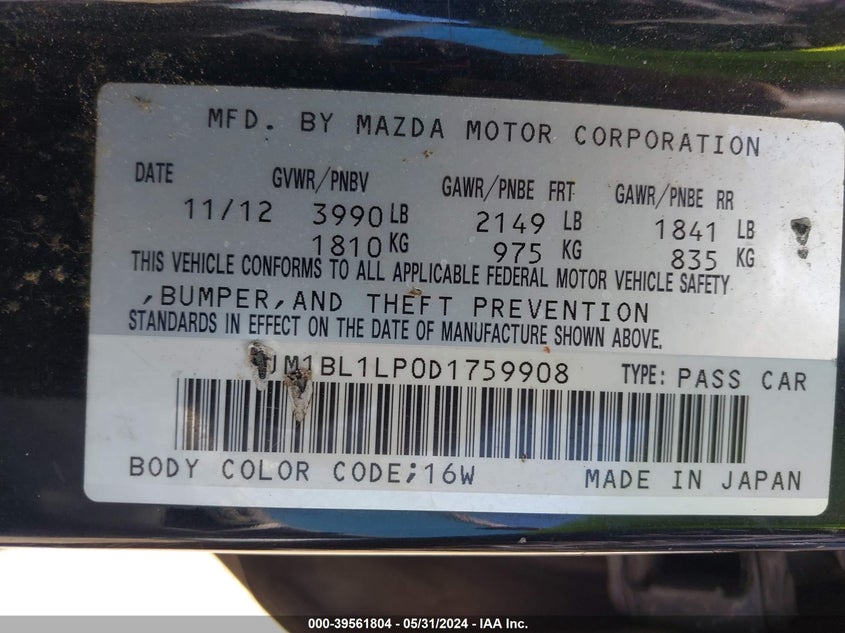 MFD. BY MAZDA MOTOR CORPORATION
DATE GVWR/PNBV GAWR/PNBE FRT GAWR/PNBE RR
11/12 3990 LB 2149 LB 1841 LB
1810 KG 975 KG 835 KG
THIS VEHICLE CONFORMS TO ALL APPLICABLE FEDERAL MOTOR VEHICLE SAFETY
,BUMPER,AND THEFT PREVENTION
STANDARDS IN EFFECT ON THE DATE OF MANUFACTURE SHOWN ABOVE.
JM1BL1LP0D1759908 TYPE: PASS CAR
BODY COLOR CODE;16W MADE IN JAPAN
000-39561804 - 05/31/2024 - IAA Inc.